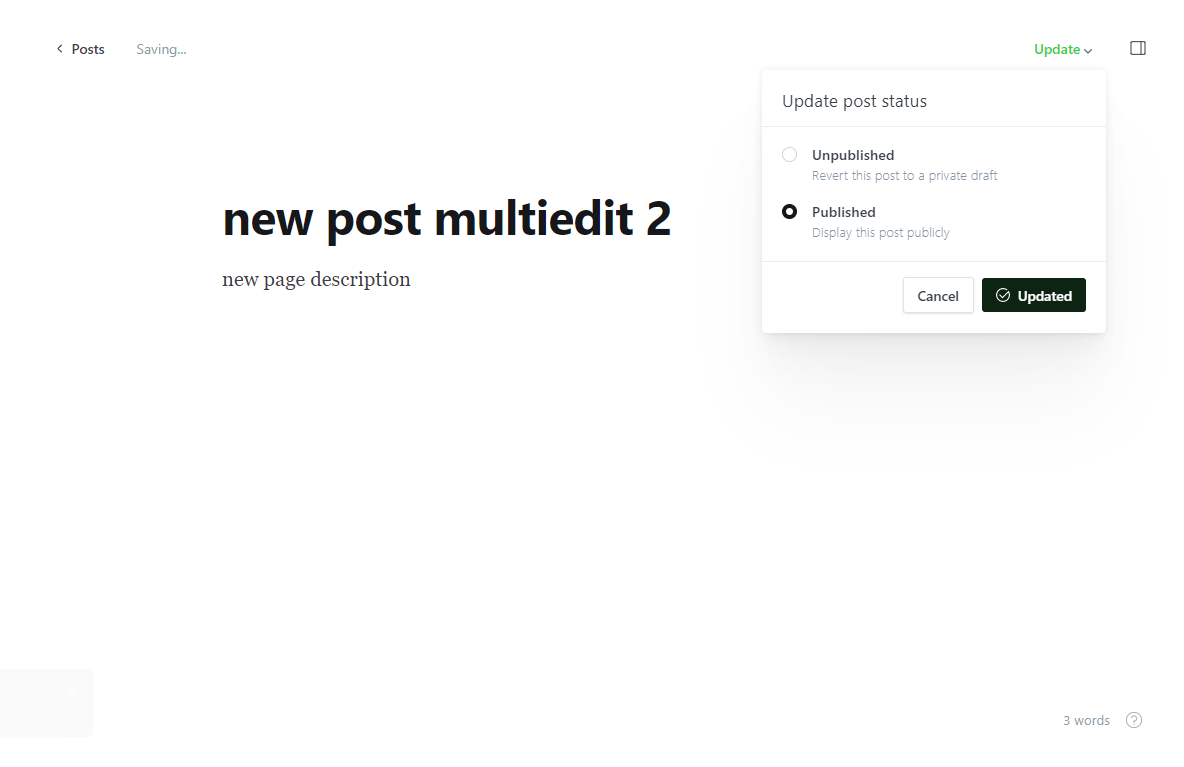 Posts
Saving...
Update
Update post status
Unpublished
Revert this post to a private draft
Published
Display this post publicly
Cancel
Updated
new post multiedit 2
new page description
3 words
?